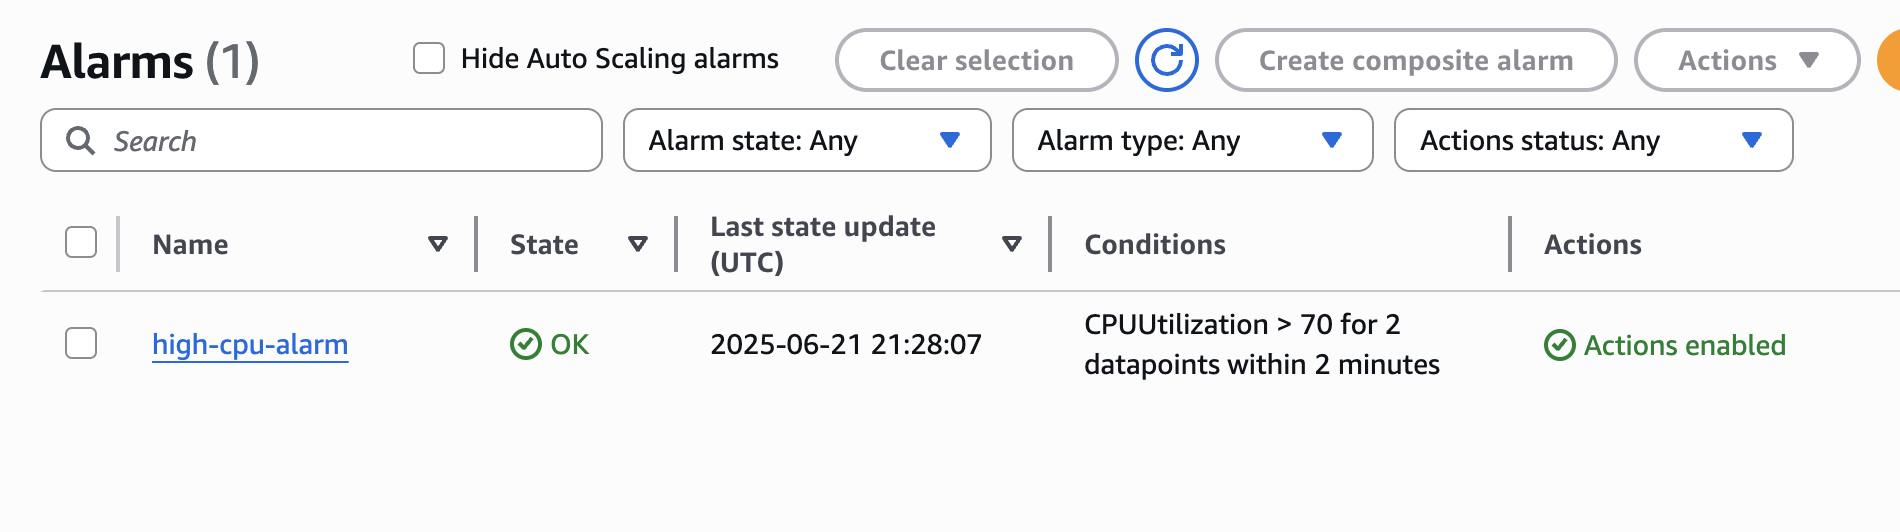 Alarms (1)
Hide Auto Scaling alarms
Clear selection
Create composite alarm
Actions
Search
Alarm state: Any
Alarm type: Any
Actions status: Any
Name
State
Last state update
(UTC)
Conditions
Actions
high-cpu-alarm
OK
2025-06-21 21:28:07
CPUUtilization > 70 for 2
datapoints within 2 minutes
Actions enabled